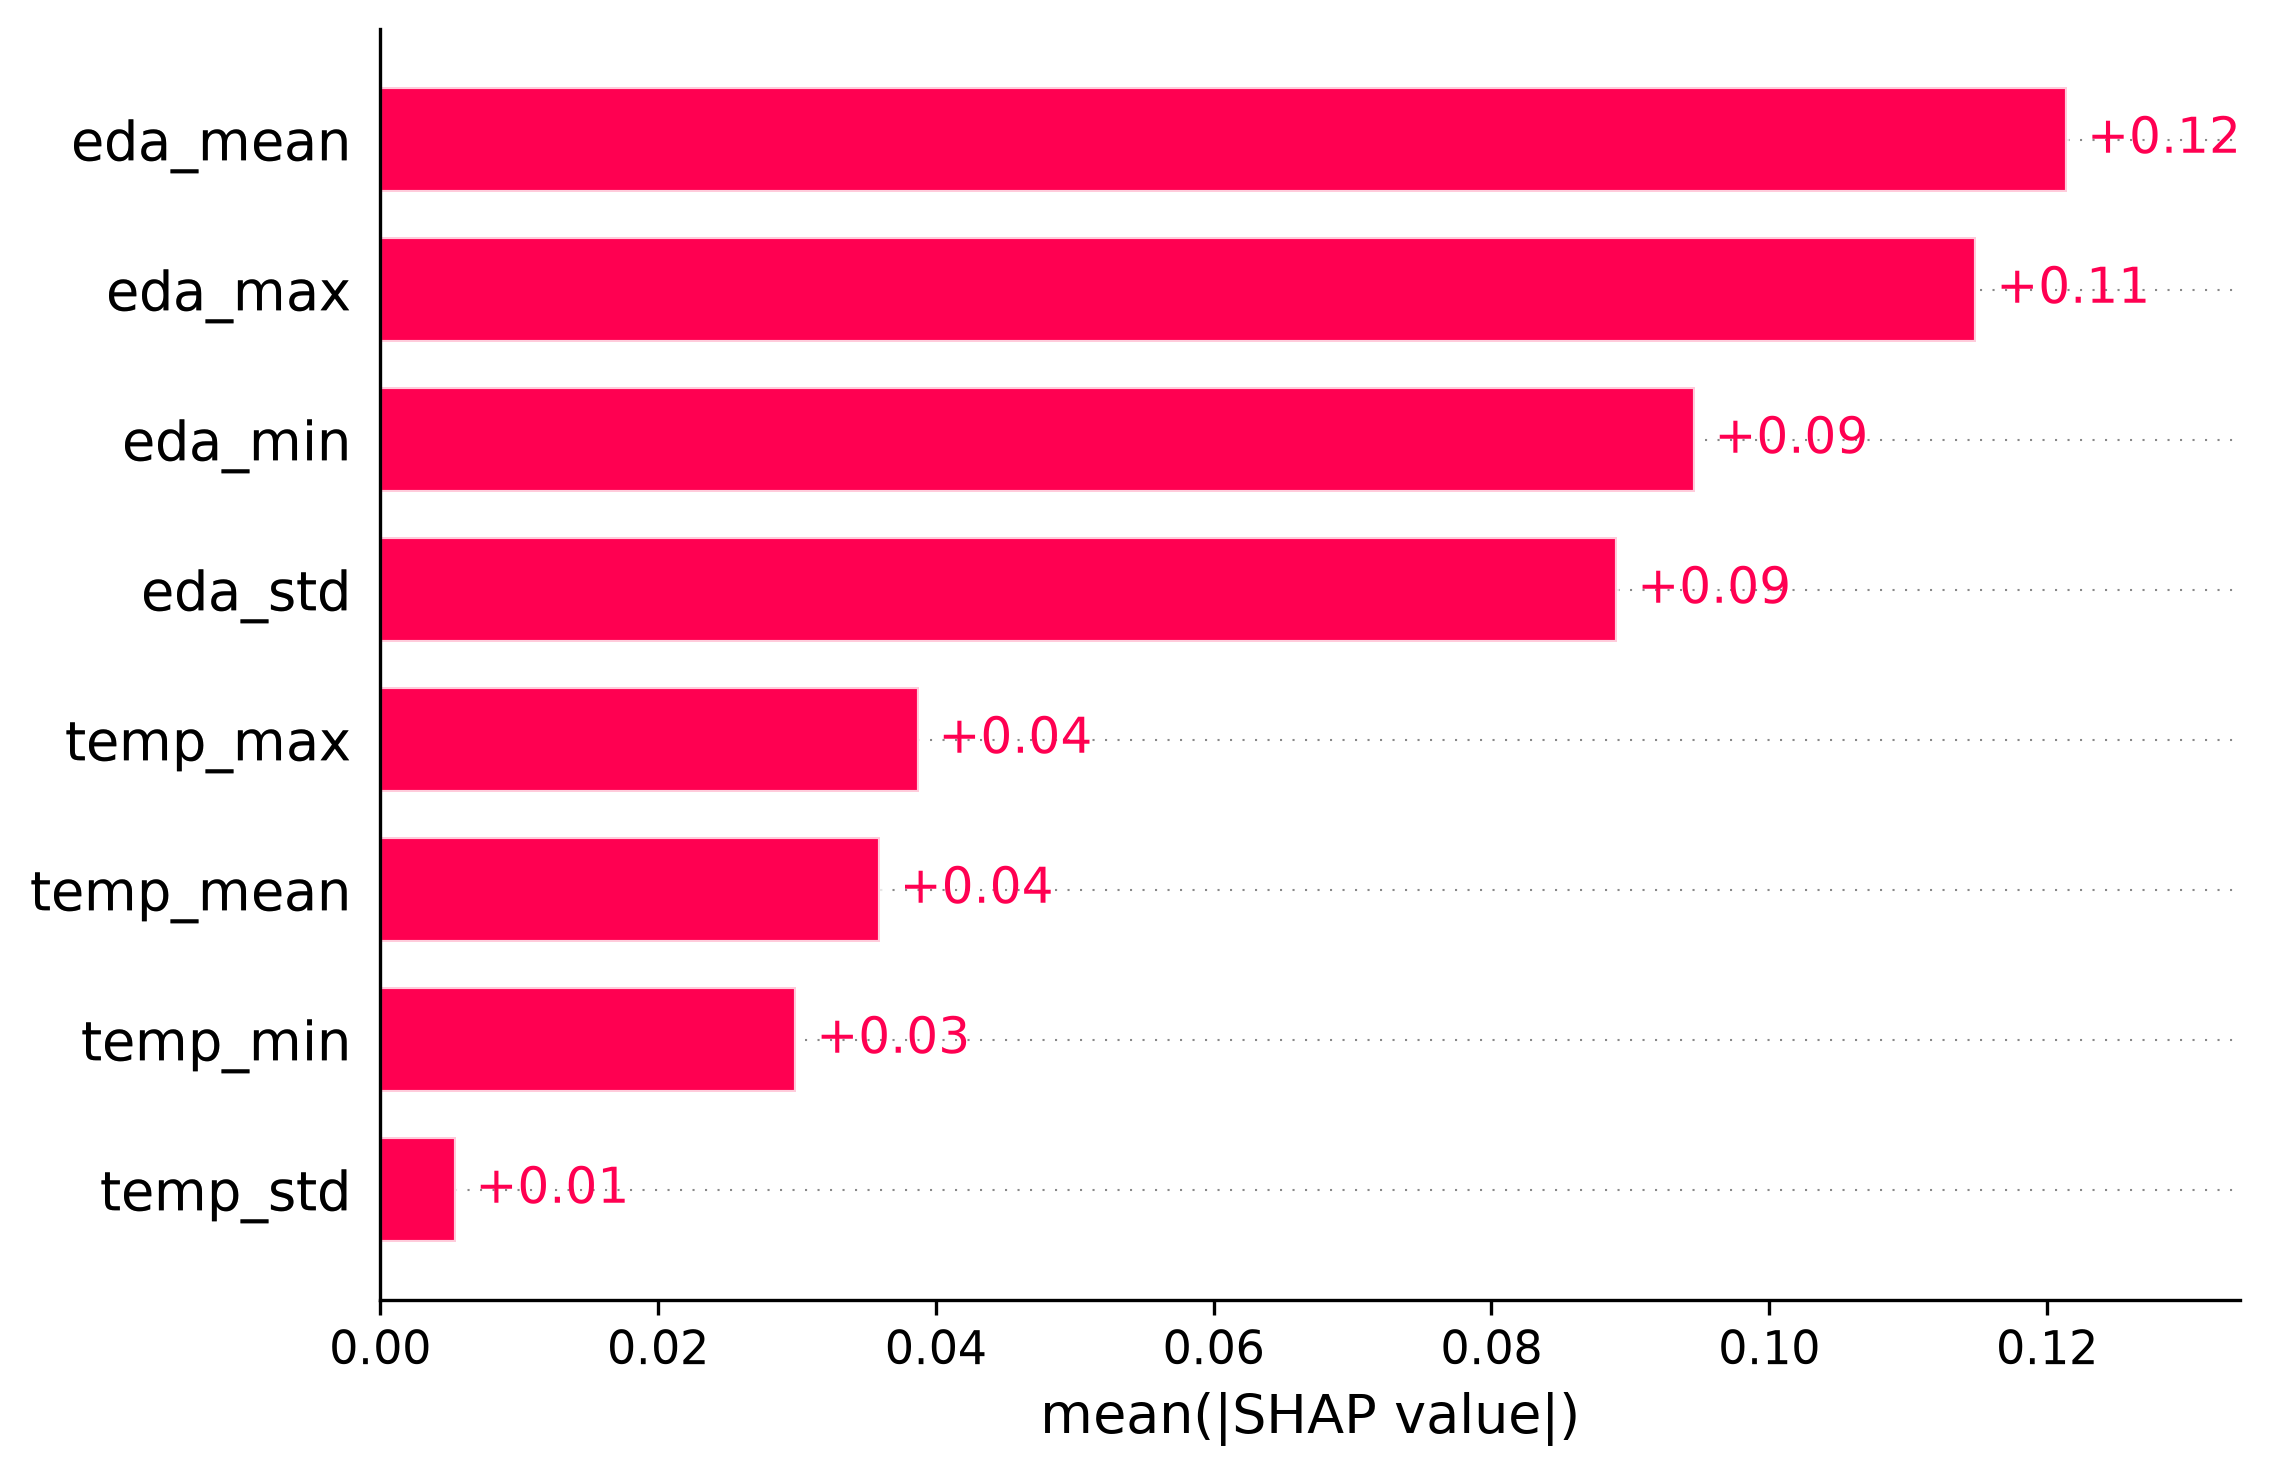 eda_mean +0.12
eda_max +0.11
eda_min +0.09
eda_std +0.09
temp_max +0.04
temp_mean +0.04
temp_min +0.03
temp_std +0.01
0.00 0.02 0.04 0.06 0.08 0.10 0.12
mean(|SHAP value|)